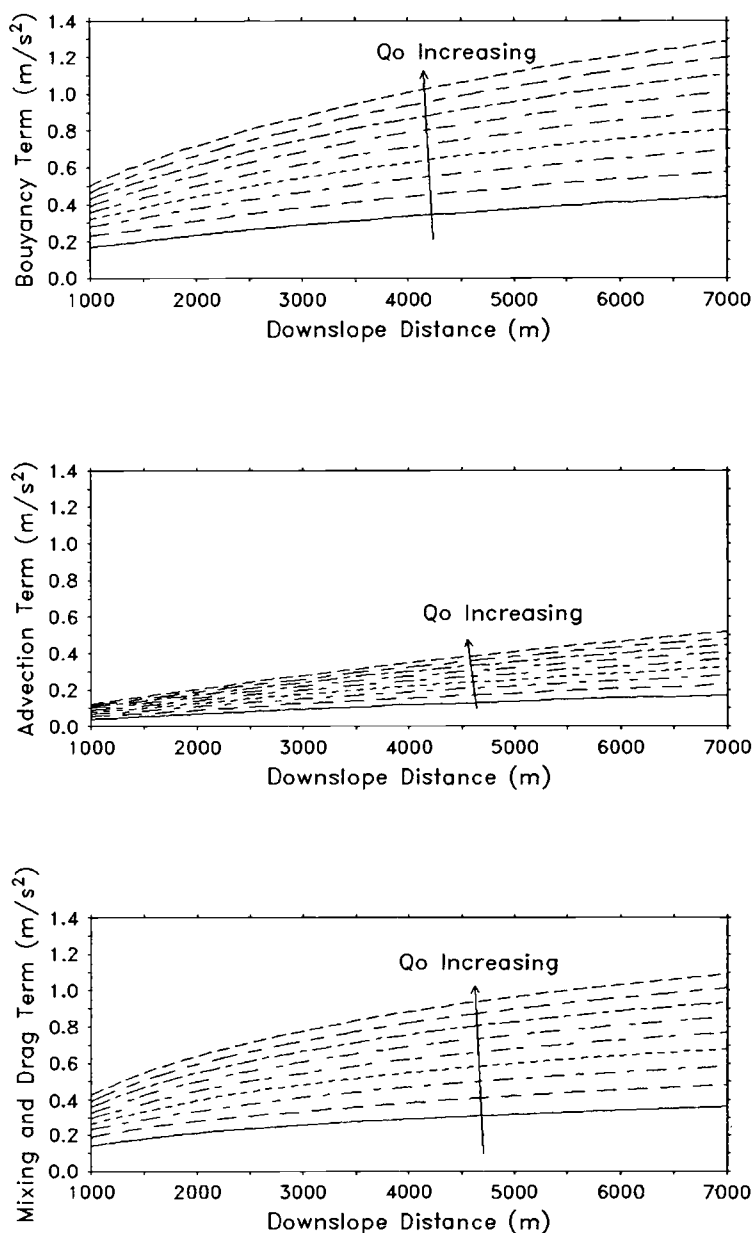 Bouyancy Term (m/s²)
1.4
1.2
1.0
0.8
0.6
0.4
0.2
0.0
Qo Increasing
1000 2000 3000 4000 5000 6000 7000
Downslope Distance (m)
Advection Term (m/s²)
1.4
1.2
1.0
0.8
0.6
0.4
0.2
0.0
Qo Increasing
1000 2000 3000 4000 5000 6000 7000
Downslope Distance (m)
Mixing and Drag Term (m/s²)
1.4
1.2
1.0
0.8
0.6
0.4
0.2
0.0
Qo Increasing
1000 2000 3000 4000 5000 6000 7000
Downslope Distance (m)